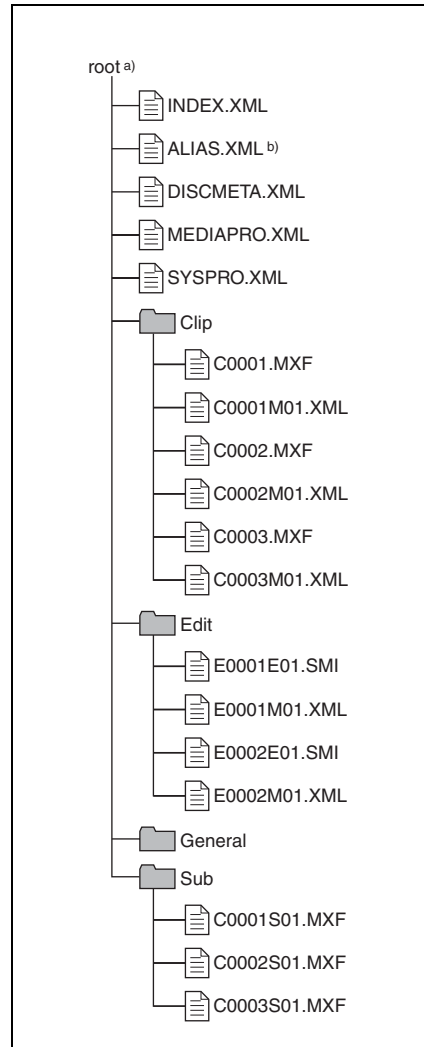 root a)
INDEX.XML
ALIAS.XML b)
DISCMETA.XML
MEDIAPRO.XML
SYSPRO.XML
Clip
C0001.MXF
C0001M01.XML
C0002.MXF
C0002M01.XML
C0003.MXF
C0003M01.XML
Edit
E0001E01.SMI
E0001M01.XML
E0002E01.SMI
E0002M01.XML
General
Sub
C0001S01.MXF
C0002S01.MXF
C0003S01.MXF